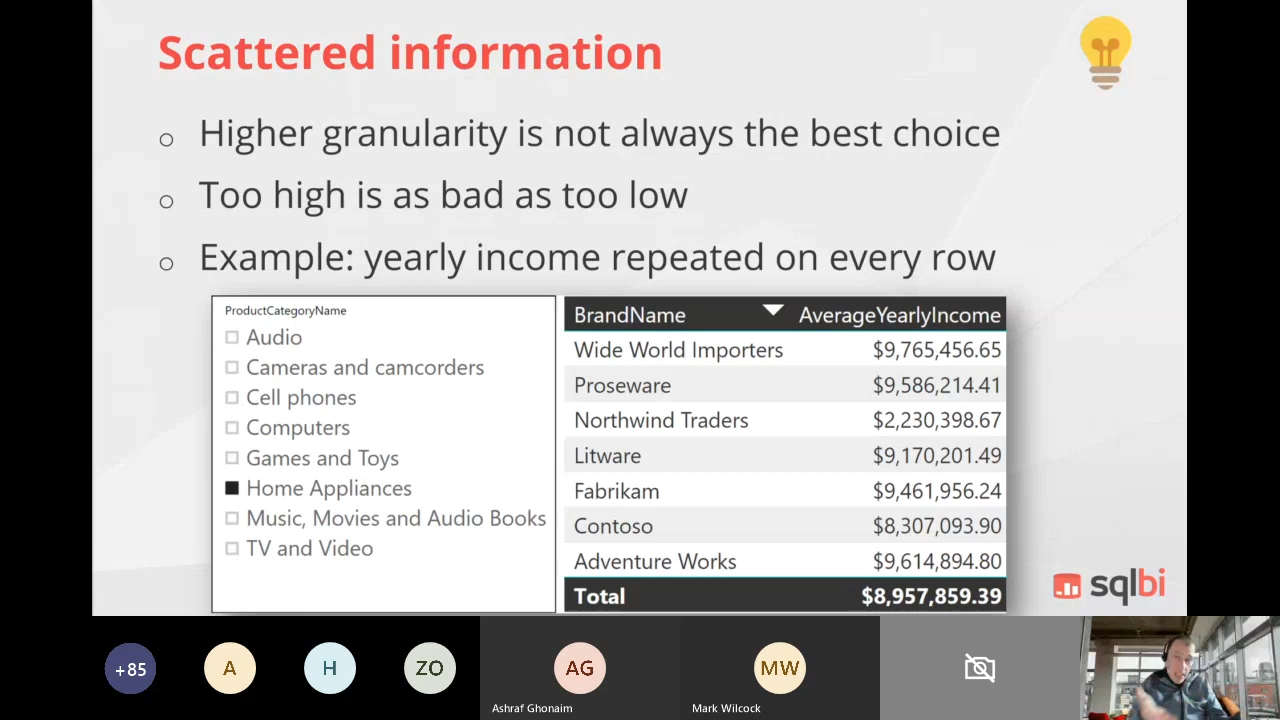 Scattered information
Higher granularity is not always the best choice
Too high is as bad as too low
Example: yearly income repeated on every row
ProductCategoryName
Audio
Cameras and camcorders
Cell phones
Computers
Games and Toys
Home Appliances
Music, Movies and Audio Books
TV and Video
BrandName AverageYearlyIncome
Wide World Importers $9,765,456.65
Proseware $9,586,214.41
Northwind Traders $2,230,398.67
Litware $9,170,201.49
Fabrikam $9,461,956.24
Contoso $8,307,093.90
Adventure Works $9,614,894.80
Total $8,957,859.39
sqlbi
+85 A H ZO AG MW
Ashraf Ghonaim Mark Wilcock